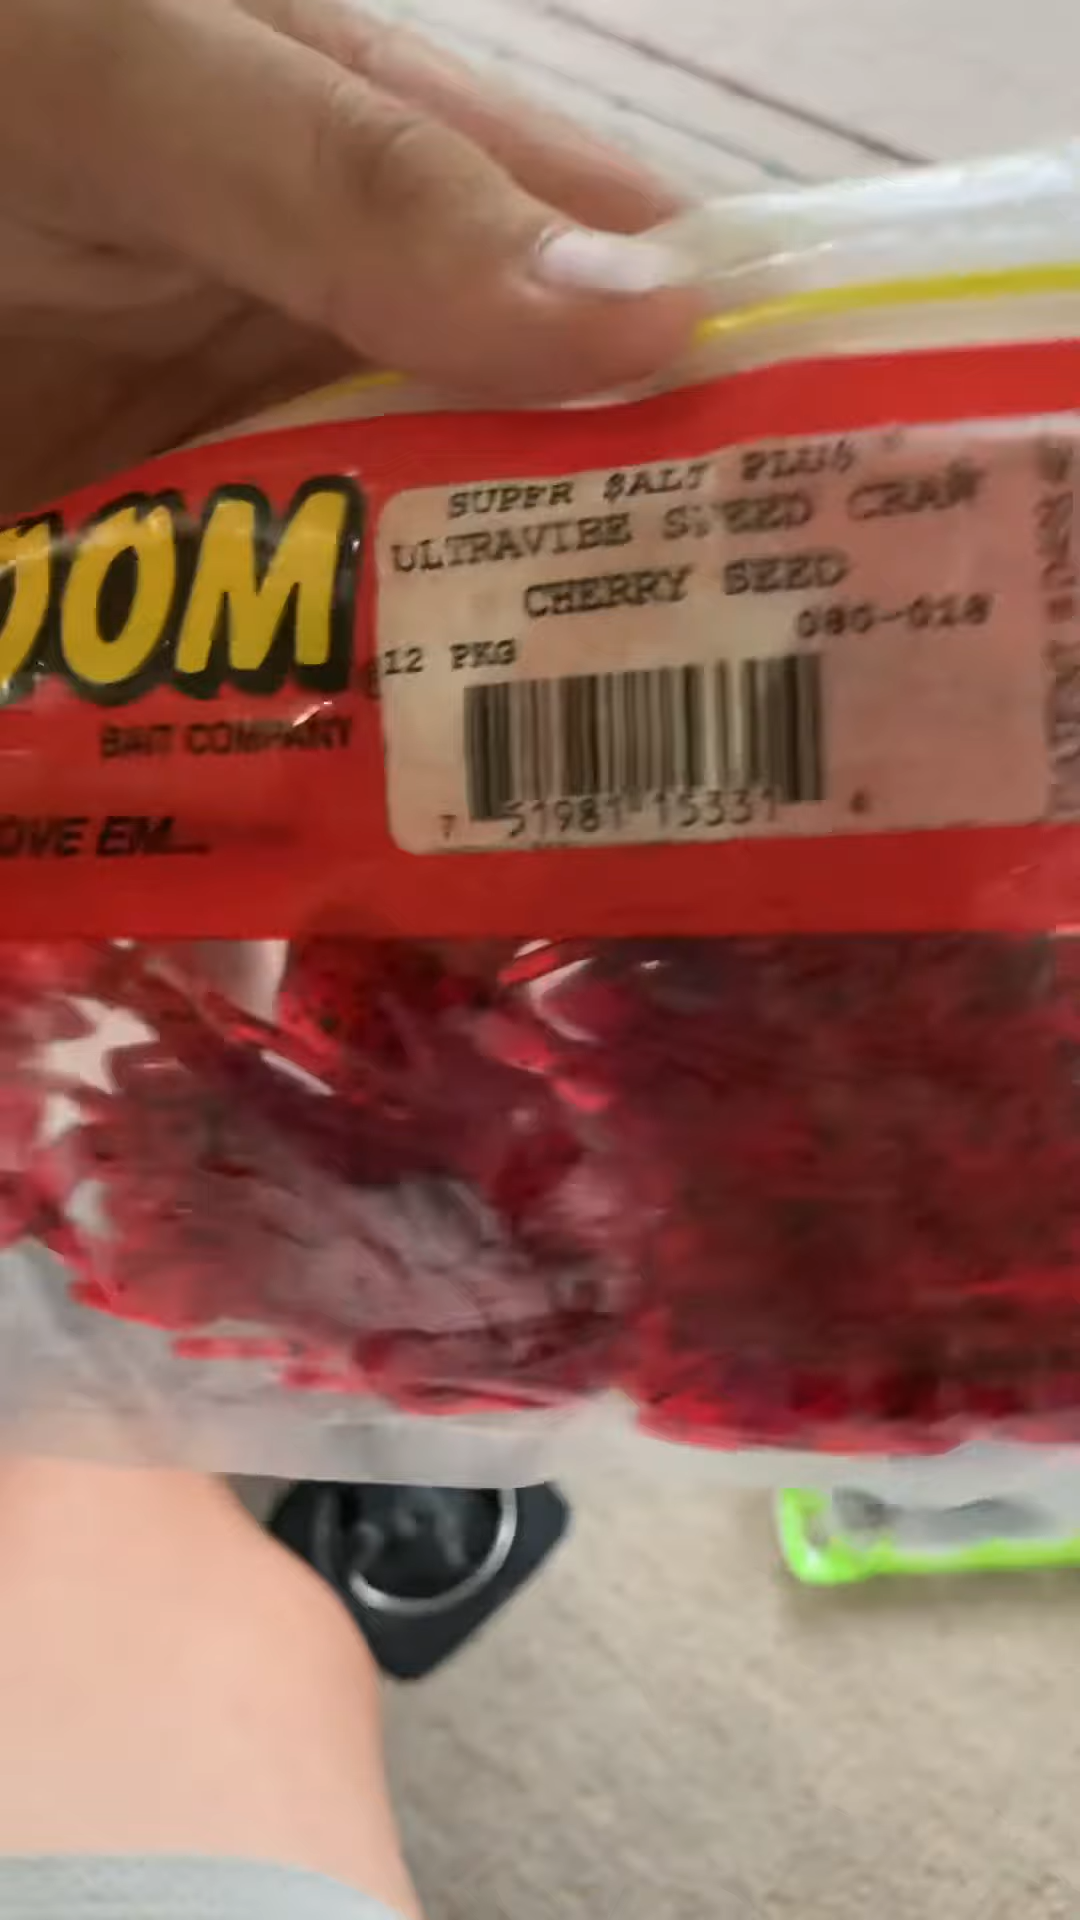 OOM
BAIT COMPANY
OVE EM...
SUPER SALT PLUS
ULTRAVIBE SPEED CRAW
CHERRY SEED
12 PKG 080-018
7 51981 15331